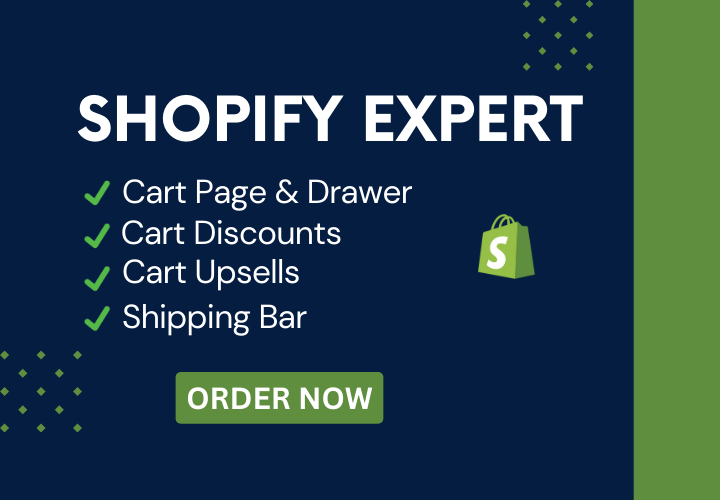 SHOPIFY EXPERT
Cart Page & Drawer
Cart Discounts
Cart Upsells
Shipping Bar
S
ORDER NOW